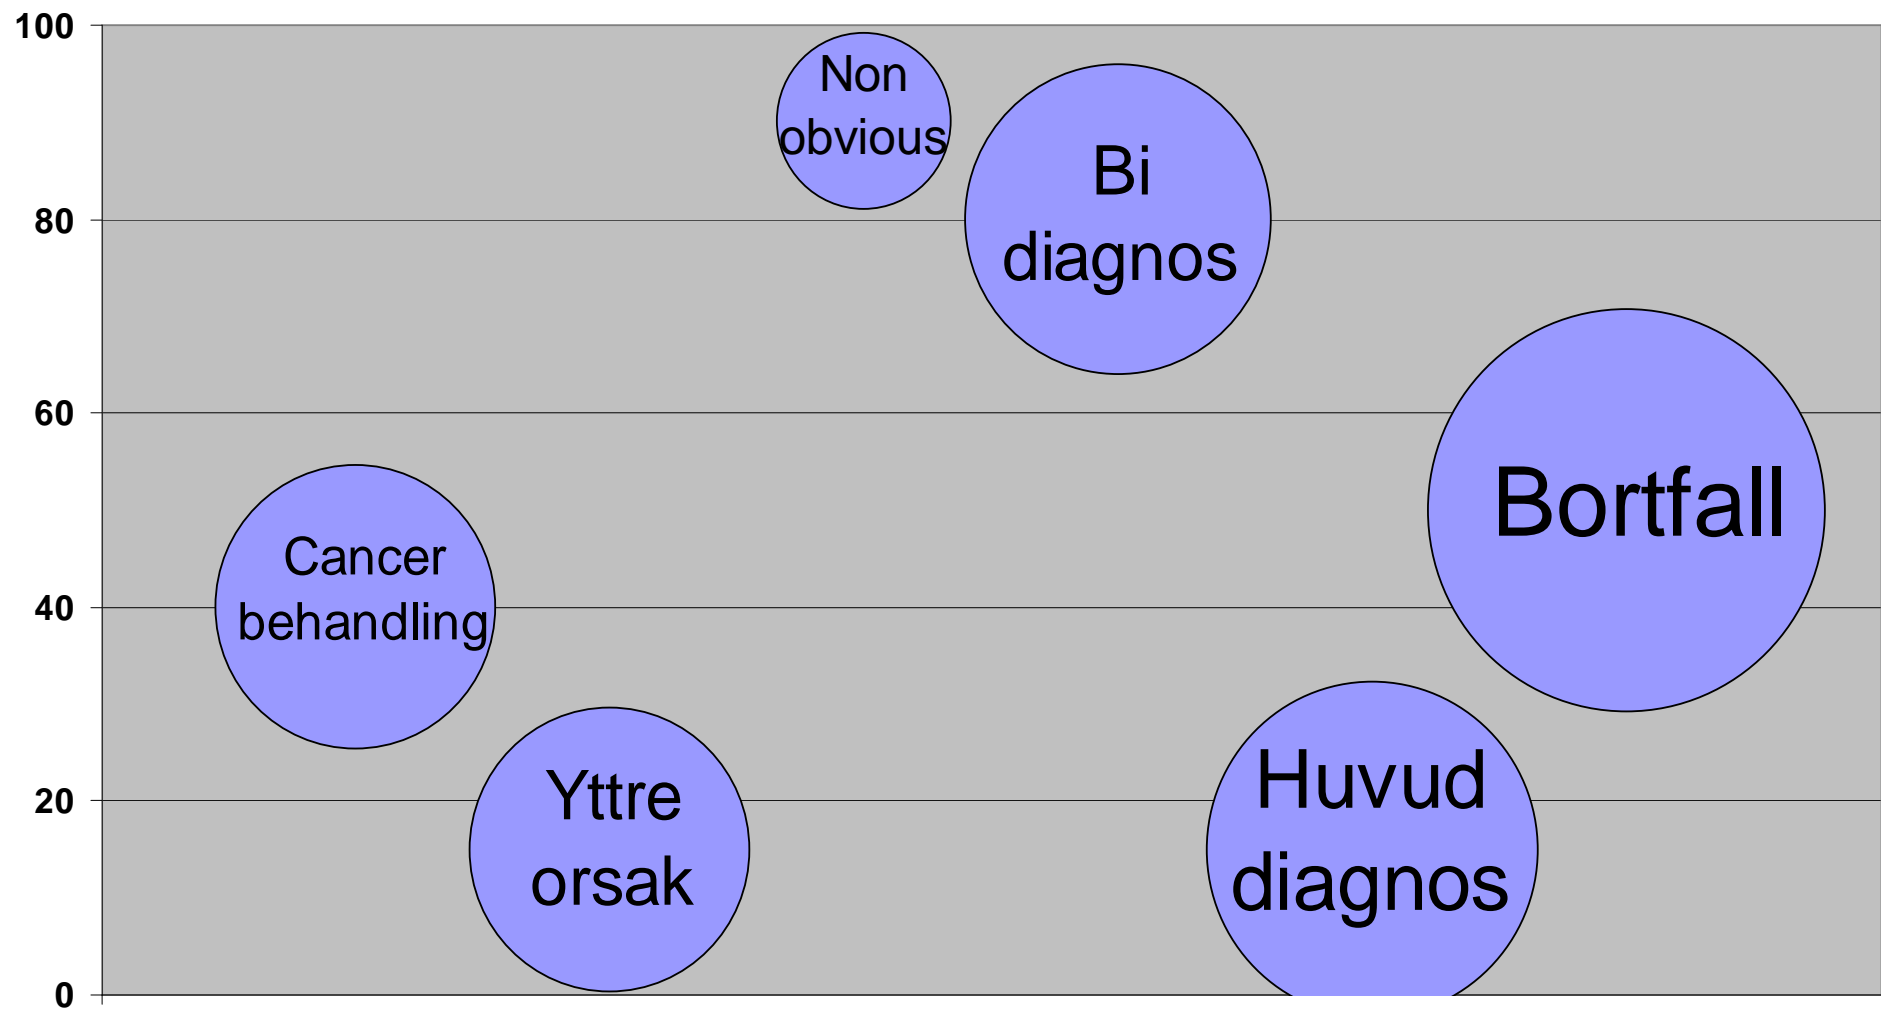 100
80
60
40
20
0
Non
obvious
Bi
diagnos
Bortfall
Cancer
behandling
Yttre
orsak
Huvud
diagnos